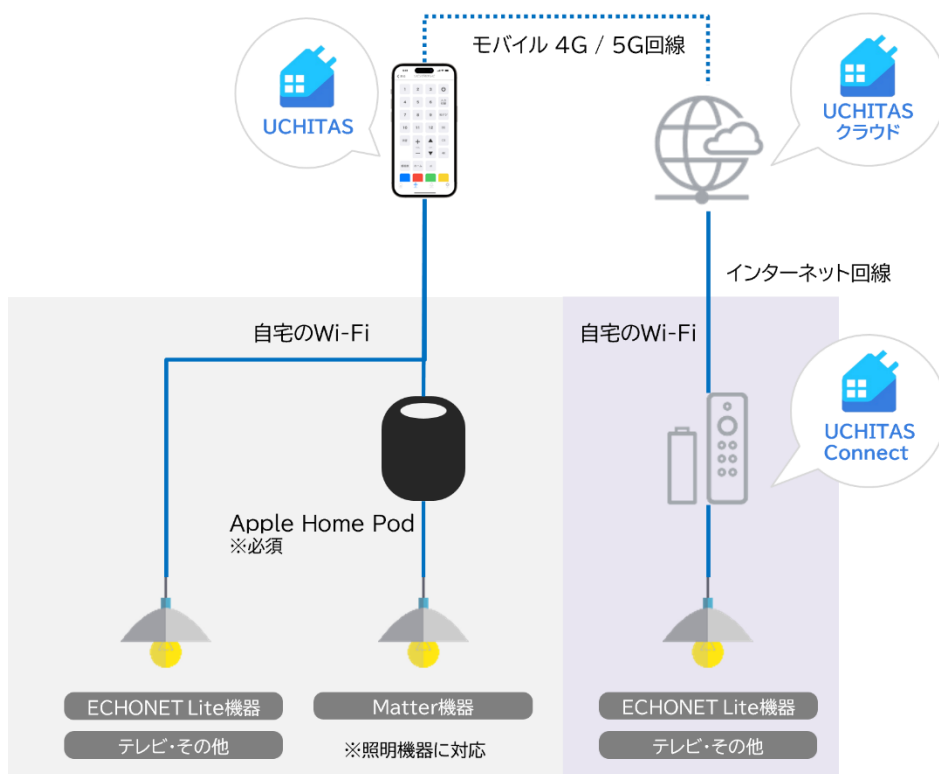 モバイル 4G / 5G回線
UCHITAS
UCHITAS
クラウド
インターネット回線
自宅のWi-Fi
自宅のWi-Fi
UCHITAS
Connect
Apple Home Pod
※必須
ECHONET Lite機器
Matter機器
ECHONET Lite機器
テレビ・その他
※照明機器に対応
テレビ・その他